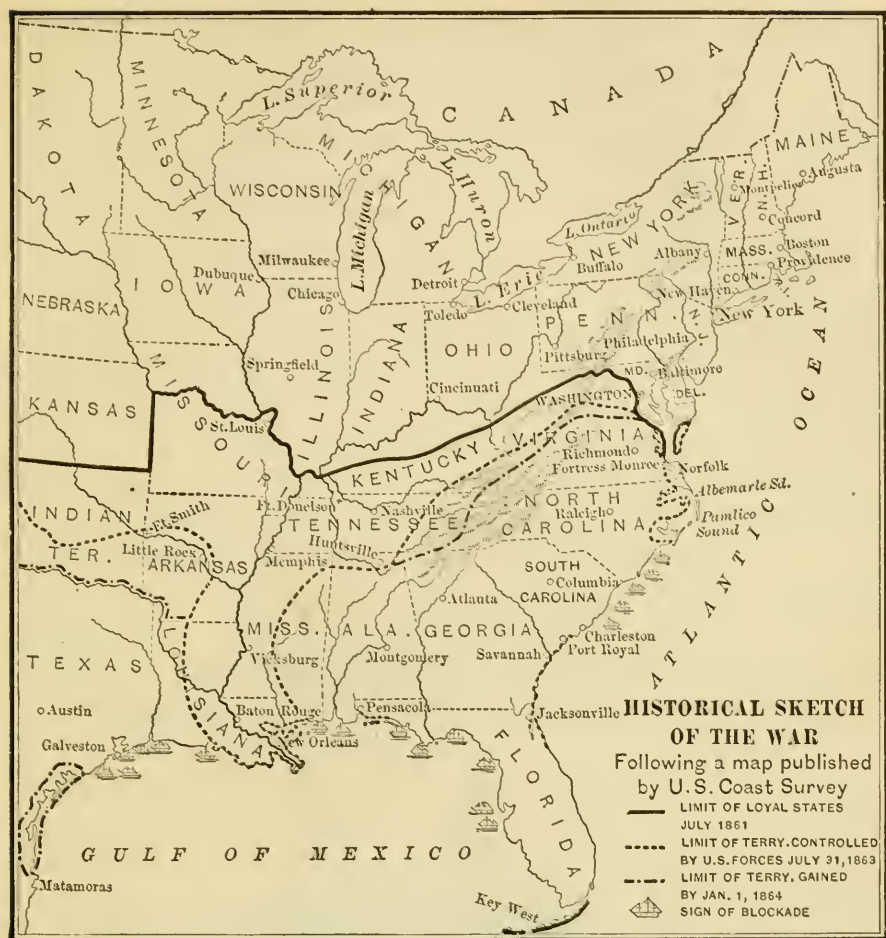 CANADA
DAKOTA
MINNESOTA
L. Superior
MICHIGAN
WISCONSIN
L. Michigan
L. Huron
MAINE
Augusta
VER.
Montpelier
N.H.
Concord
L. Ontario
NEW YORK
MASS.
Boston
Providence
CONN.
Albany
Buffalo
New Haven
New York
Milwaukee
Dubuque
IOWA
Chicago
Detroit
L. Erie
Toledo
Cleveland
PENN
N.J.
NEBRASKA
ILLINOIS
INDIANA
OHIO
Pittsburg
Philadelphia
MD.
Baltimore
DEL.
WASHINGTON
Springfield
Cincinnati
KANSAS
MISSOURI
St. Louis
KENTUCKY
VIRGINIA
Richmond
Fortress Monroe
Norfolk
Albemarle Sd.
Pamlico
Sound
INDIAN
TER.
Ft. Smith
Ft. Donelson
Nashville
TENNESSEE
NORTH
CAROLINA
Raleigh
Little Rock
ARKANSAS
Memphis
Huntsville
SOUTH
CAROLINA
Columbia
Atlanta
MISS.
ALA.
GEORGIA
Charleston
Port Royal
Savannah
Vicksburg
Montgomery
TEXAS
LOUISIANA
Austin
Baton Rouge
Pensacola
Jacksonville
Galveston
New Orleans
FLORIDA
ATLANTIC
OCEAN
GULF OF MEXICO
Matamoras
Key West
HISTORICAL SKETCH
OF THE WAR
Following a map published
by U.S. Coast Survey
LIMIT OF LOYAL STATES
JULY 1861
LIMIT OF TERRY. CONTROLLED
BY U.S. FORCES JULY 31, 1863
LIMIT OF TERRY. GAINED
BY JAN. 1, 1864
SIGN OF BLOCKADE